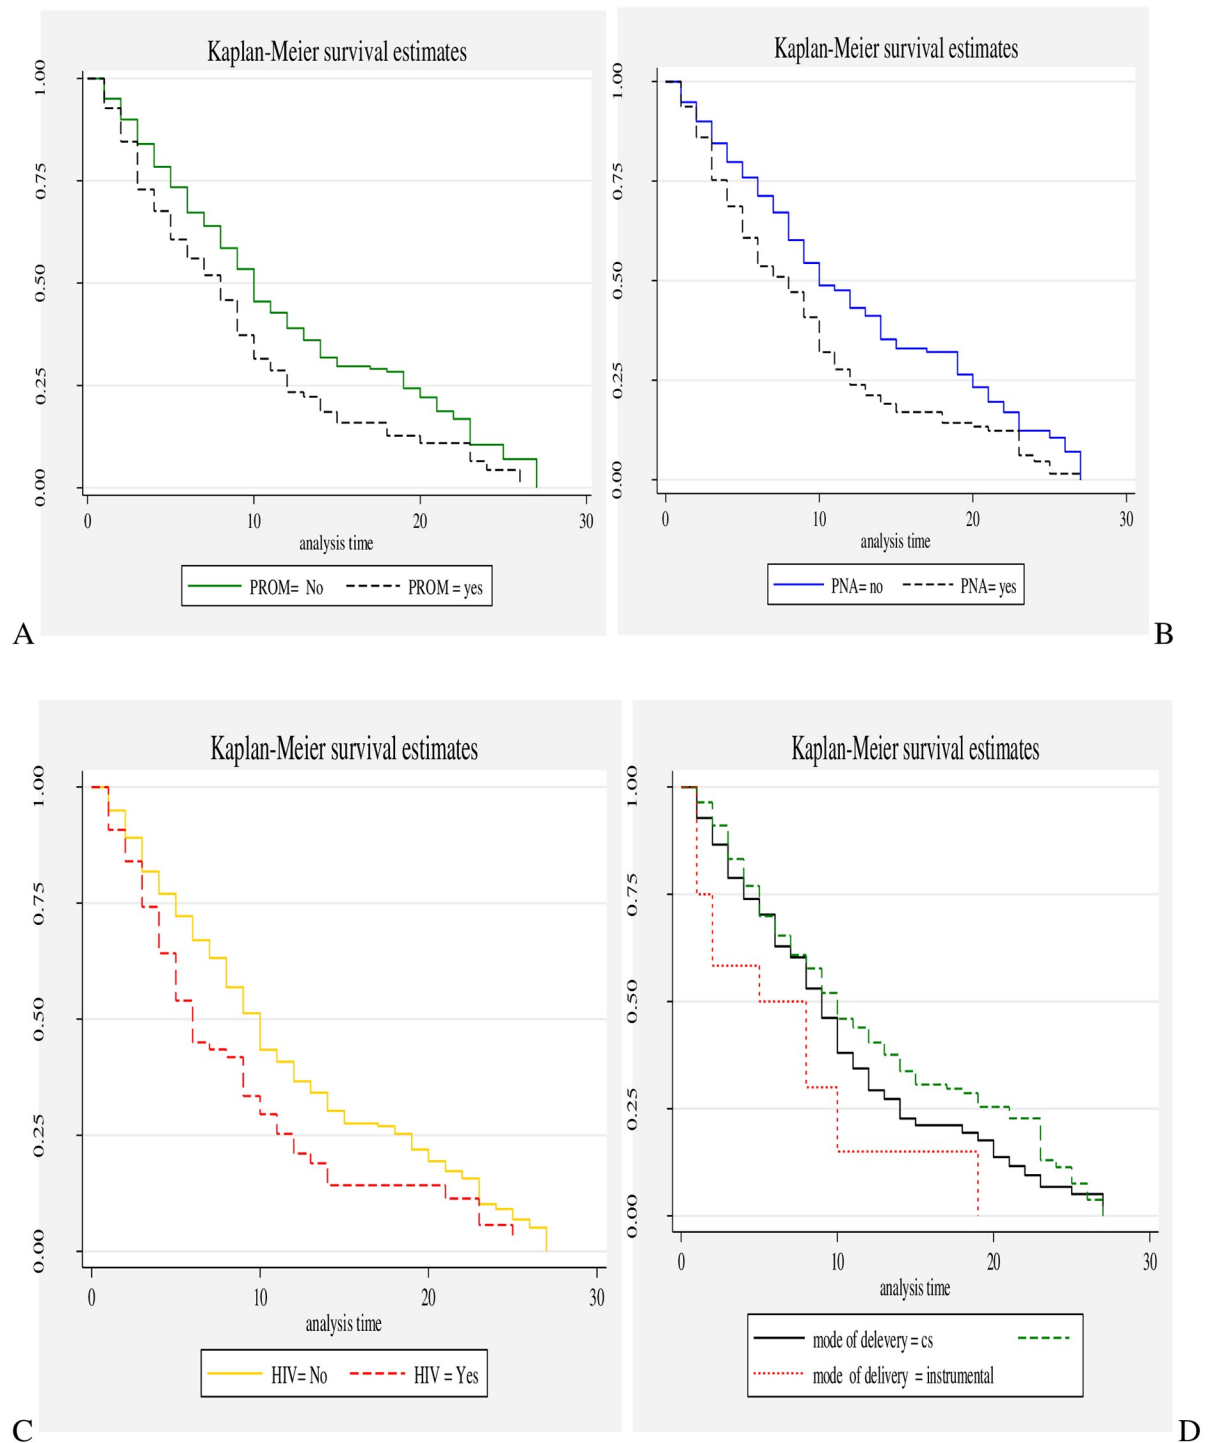 Kaplan-Meier survival estimates
1.00
0.75
0.50
0.25
0.00
0 10 20 30
analysis time
PROM= No PROM = yes
A
Kaplan-Meier survival estimates
1.00
0.75
0.50
0.25
0.00
0 10 20 30
analysis time
PNA= no PNA= yes
B
Kaplan-Meier survival estimates
1.00
0.75
0.50
0.25
0.00
0 10 20 30
analysis time
HIV= No HIV = Yes
C
Kaplan-Meier survival estimates
1.00
0.75
0.50
0.25
0.00
0 10 20 30
analysis time
mode of delevery = cs
mode of delivery = instrumental
D